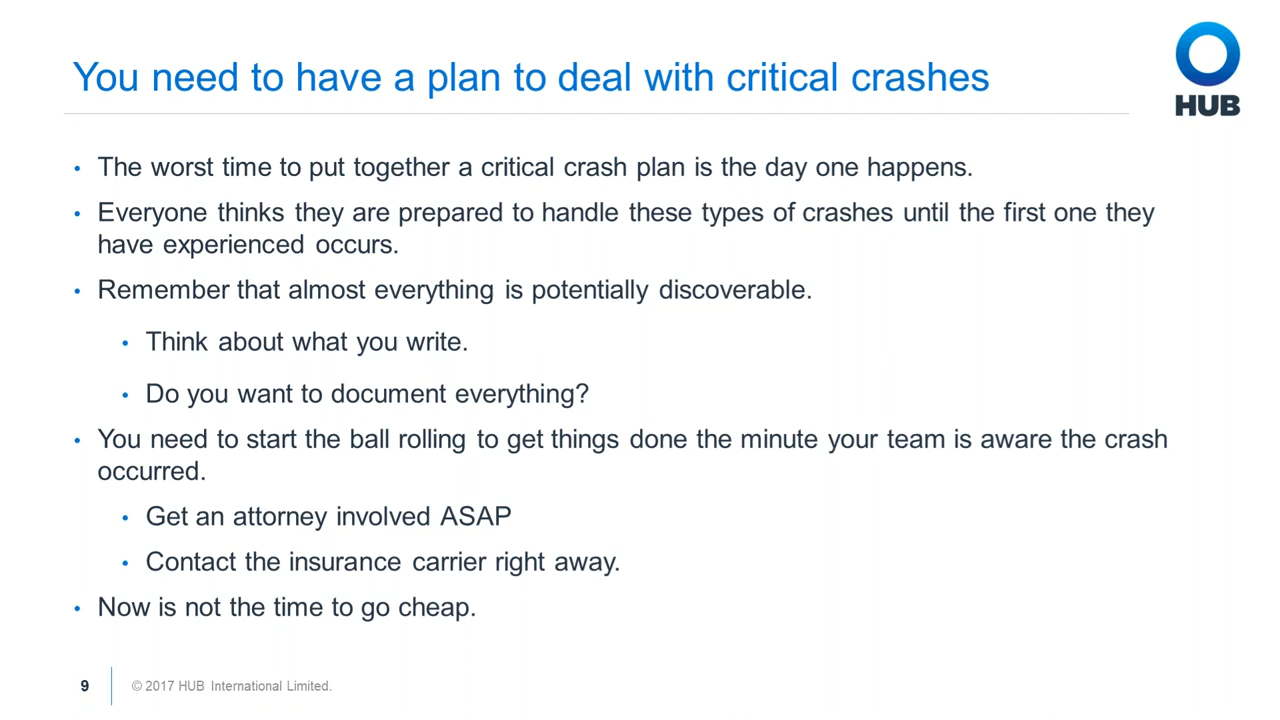 You need to have a plan to deal with critical crashes
HUB
• The worst time to put together a critical crash plan is the day one happens.
• Everyone thinks they are prepared to handle these types of crashes until the first one they
have experienced occurs.
• Remember that almost everything is potentially discoverable.
• Think about what you write.
• Do you want to document everything?
• You need to start the ball rolling to get things done the minute your team is aware the crash
occurred.
• Get an attorney involved ASAP
• Contact the insurance carrier right away.
• Now is not the time to go cheap.
9
© 2017 HUB International Limited.